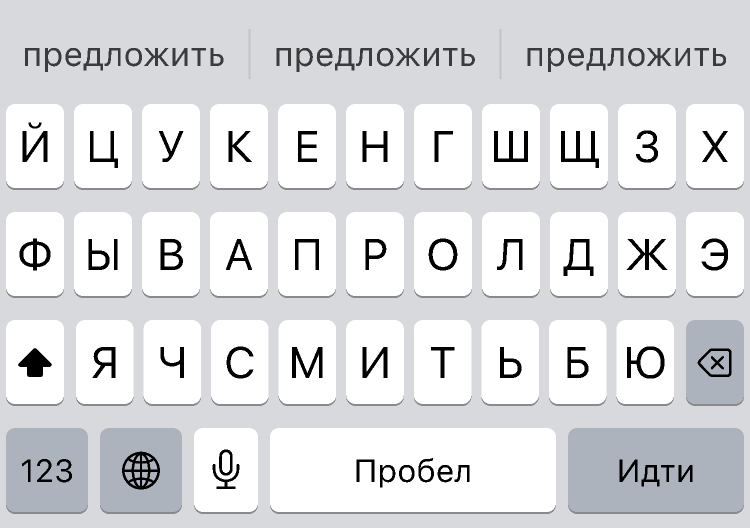 предложить предложить предложить
Й Ц У К Е Н Г Ш Щ З Х
Ф Ы В А П Р О Л Д Ж Э
Я Ч С М И Т Ь Б Ю
123 Пробел Идти